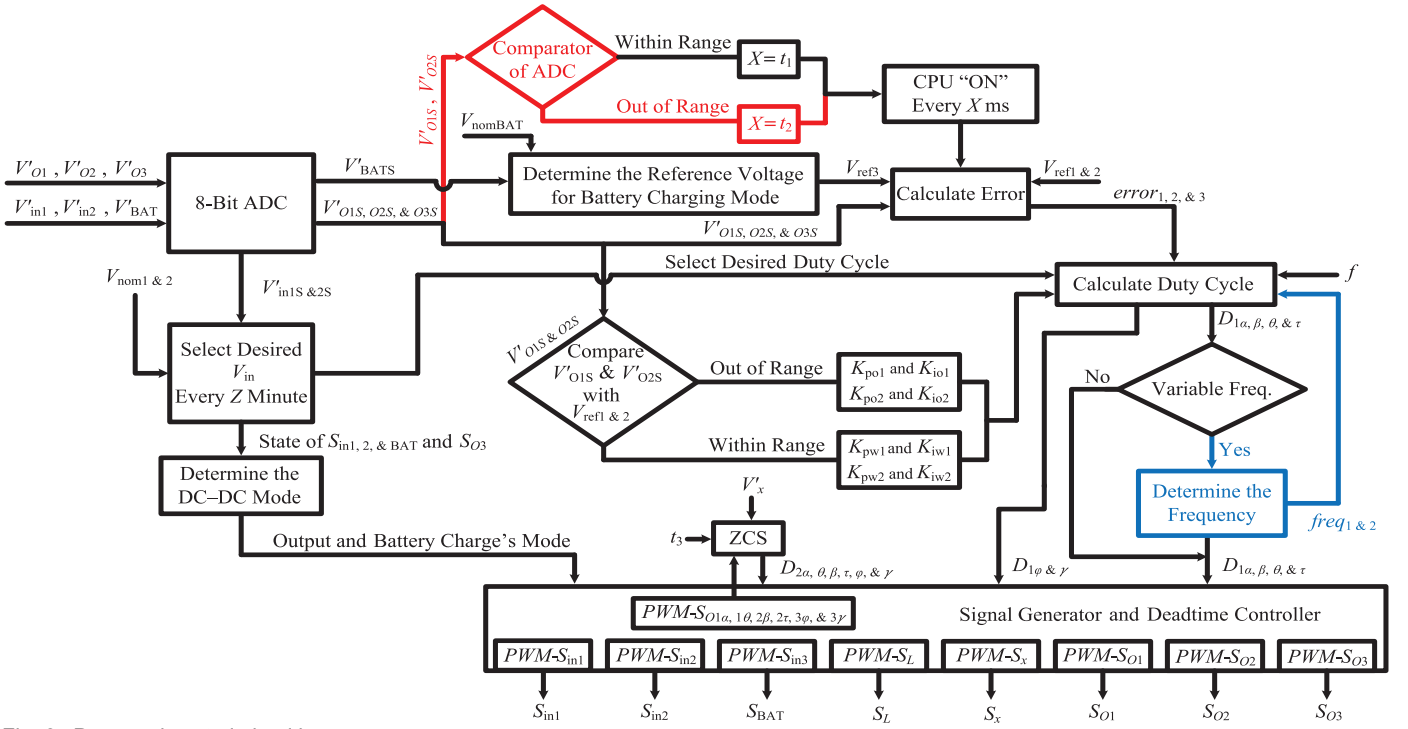 Comparator
of ADC
Within Range
X = t1
Out of Range
X = t2
CPU “ON”
Every X ms
V'O1S , V'O2S
VnomBAT
V'O1 , V'O2 , V'O3
V'in1 , V'in2 , V'BAT
8-Bit ADC
V'BATS
V'O1S, O2S, & O3S
Determine the Reference Voltage
for Battery Charging Mode
Vref3
Calculate Error
Vref1 & 2
error1, 2, & 3
V'O1S, O2S, & O3S
Vnom1 & 2
V'in1S &2S
Select Desired Duty Cycle
Calculate Duty Cycle
f
Select Desired
Vin
Every Z Minute
V'O1S & O2S
Compare
V'O1S & V'O2S
with
Vref1 & 2
Out of Range
Kpo1 and Kio1
Kpo2 and Kio2
Within Range
Kpw1 and Kiw1
Kpw2 and Kiw2
D1α, β, θ, & τ
No
Variable Freq.
Yes
Determine the
Frequency
freq1 & 2
State of Sin1, 2, & BAT and SO3
Determine the
DC–DC Mode
Output and Battery Charge's Mode
V'x
t3
ZCS
D2α, θ, β, τ, φ, & γ
D1φ & γ
D1α, β, θ, & τ
PWM-SO1α, 1θ, 2β, 2τ, 3φ, & 3γ
Signal Generator and Deadtime Controller
PWM-Sin1
PWM-Sin2
PWM-Sin3
PWM-SL
PWM-Sx
PWM-SO1
PWM-SO2
PWM-SO3
Sin1
Sin2
SBAT
SL
Sx
SO1
SO2
SO3